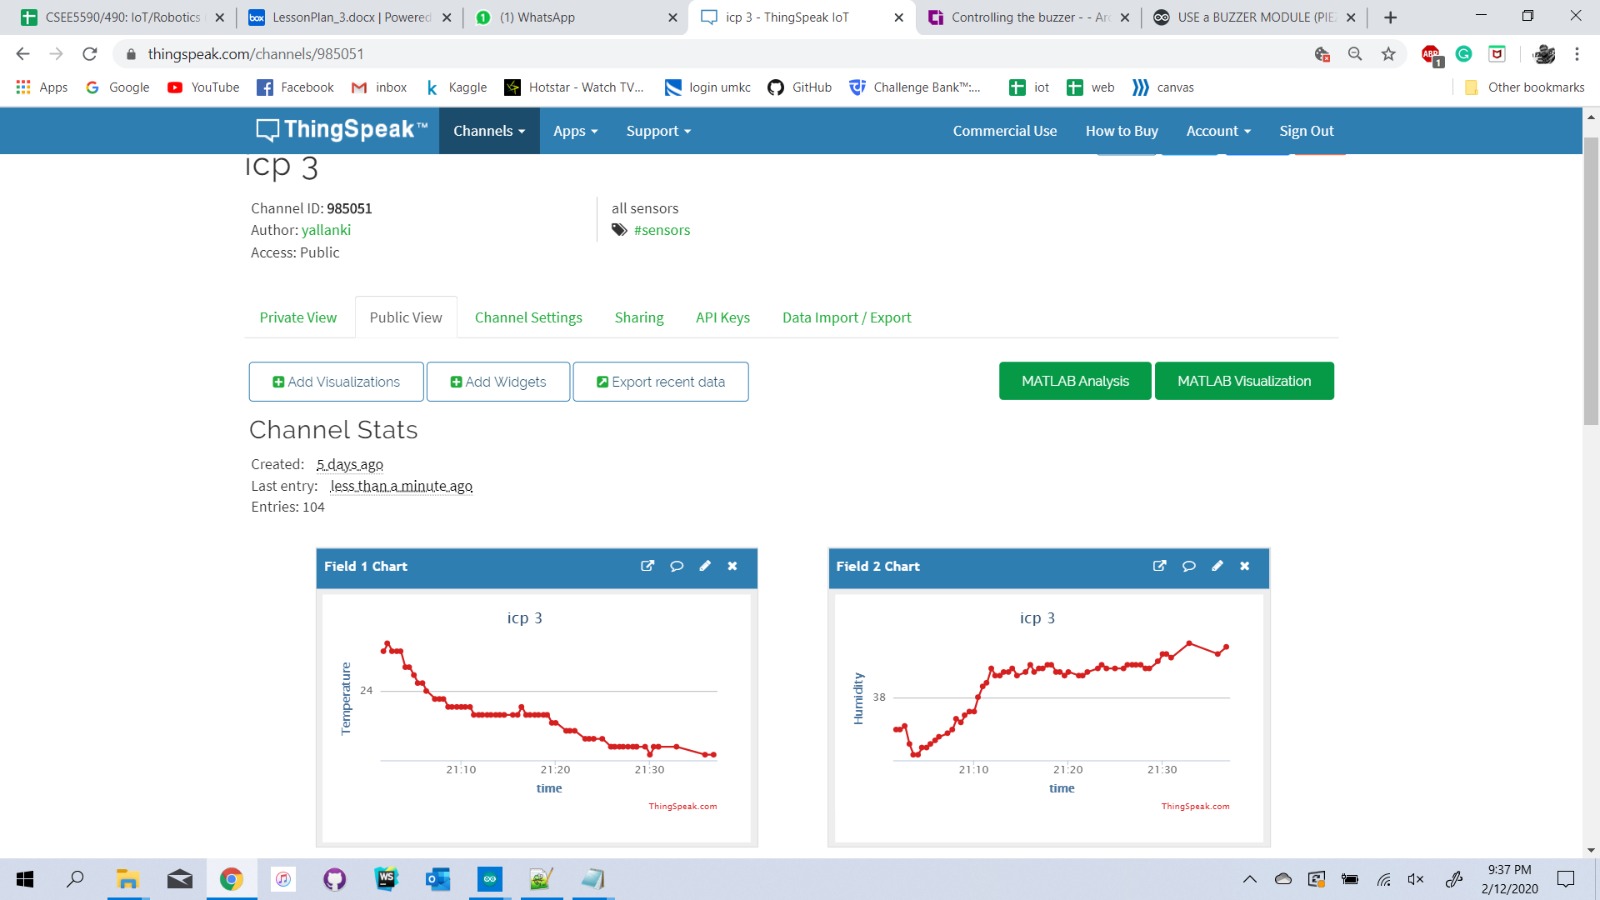 CSEE5590/490: IoT/Robotics
LessonPlan_3.docx | Powered
(1) WhatsApp
icp 3 - ThingSpeak IoT
Controlling the buzzer - - Ar
USE a BUZZER MODULE (PIE
thingspeak.com/channels/985051
ABP
1
Apps
Google
YouTube
Facebook
inbox
Kaggle
Hotstar - Watch TV...
login umkc
GitHub
Challenge Bank™:...
iot
web
canvas
Other bookmarks
ThingSpeak™
Channels
Apps
Support
Commercial Use
How to Buy
Account
Sign Out
icp 3
Channel ID: 985051
Author: yallanki
Access: Public
all sensors
#sensors
Private View
Public View
Channel Settings
Sharing
API Keys
Data Import / Export
Add Visualizations
Add Widgets
Export recent data
MATLAB Analysis
MATLAB Visualization
Channel Stats
Created: 5 days ago
Last entry: less than a minute ago
Entries: 104
Field 1 Chart
icp 3
Temperature
24
21:10 21:20 21:30
time
ThingSpeak.com
Field 2 Chart
icp 3
Humidity
38
21:10 21:20 21:30
time
ThingSpeak.com
WS
9:37 PM
2/12/2020